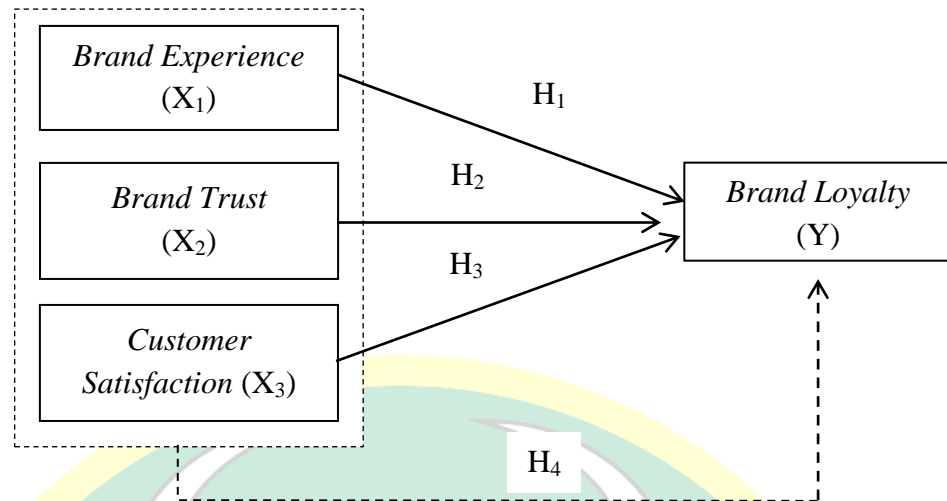 Brand Experience
(X₁)
H₁
Brand Trust
(X₂)
H₂
Brand Loyalty
(Y)
H₃
Customer
Satisfaction (X₃)
H₄